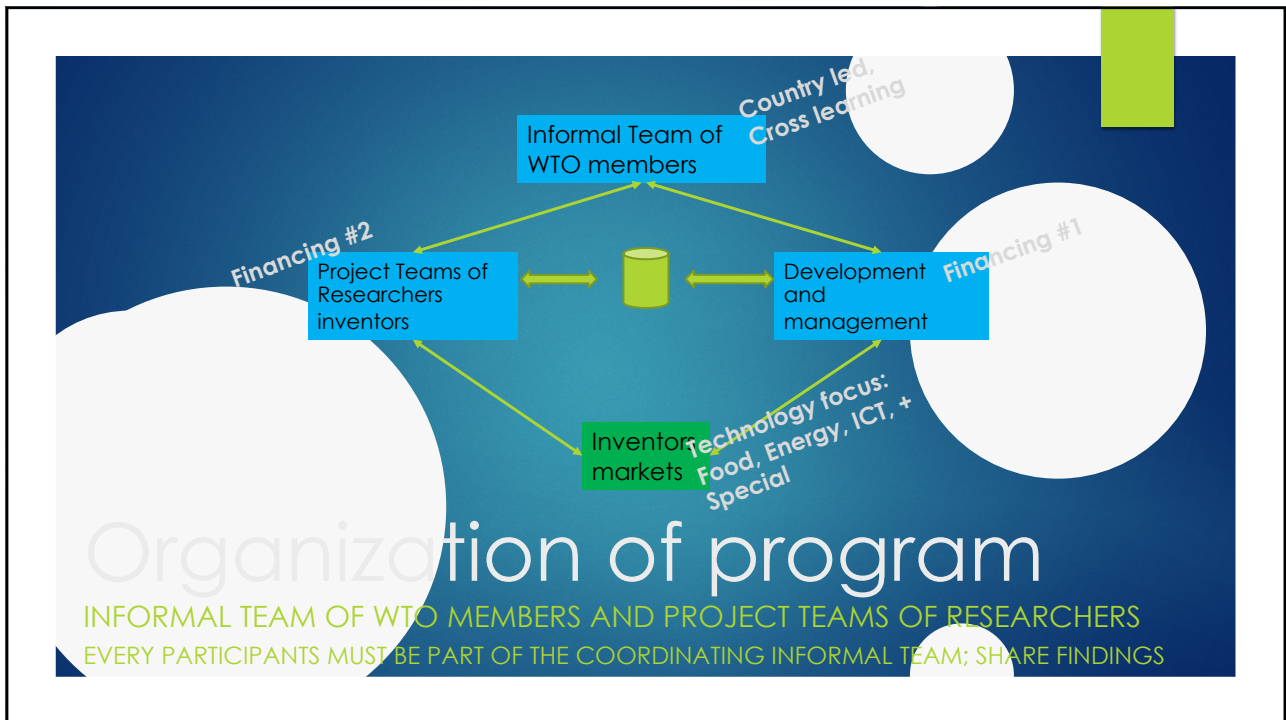 Country led,
Cross learning
Informal Team of
WTO members
Financing #2
Financing #1
Project Teams of
Researchers
inventors
Development
and
management
Technology focus:
Food, Energy, ICT, +
Special
Inventors
markets
Organization of program
INFORMAL TEAM OF WTO MEMBERS AND PROJECT TEAMS OF RESEARCHERS
EVERY PARTICIPANTS MUST BE PART OF THE COORDINATING INFORMAL TEAM; SHARE FINDINGS